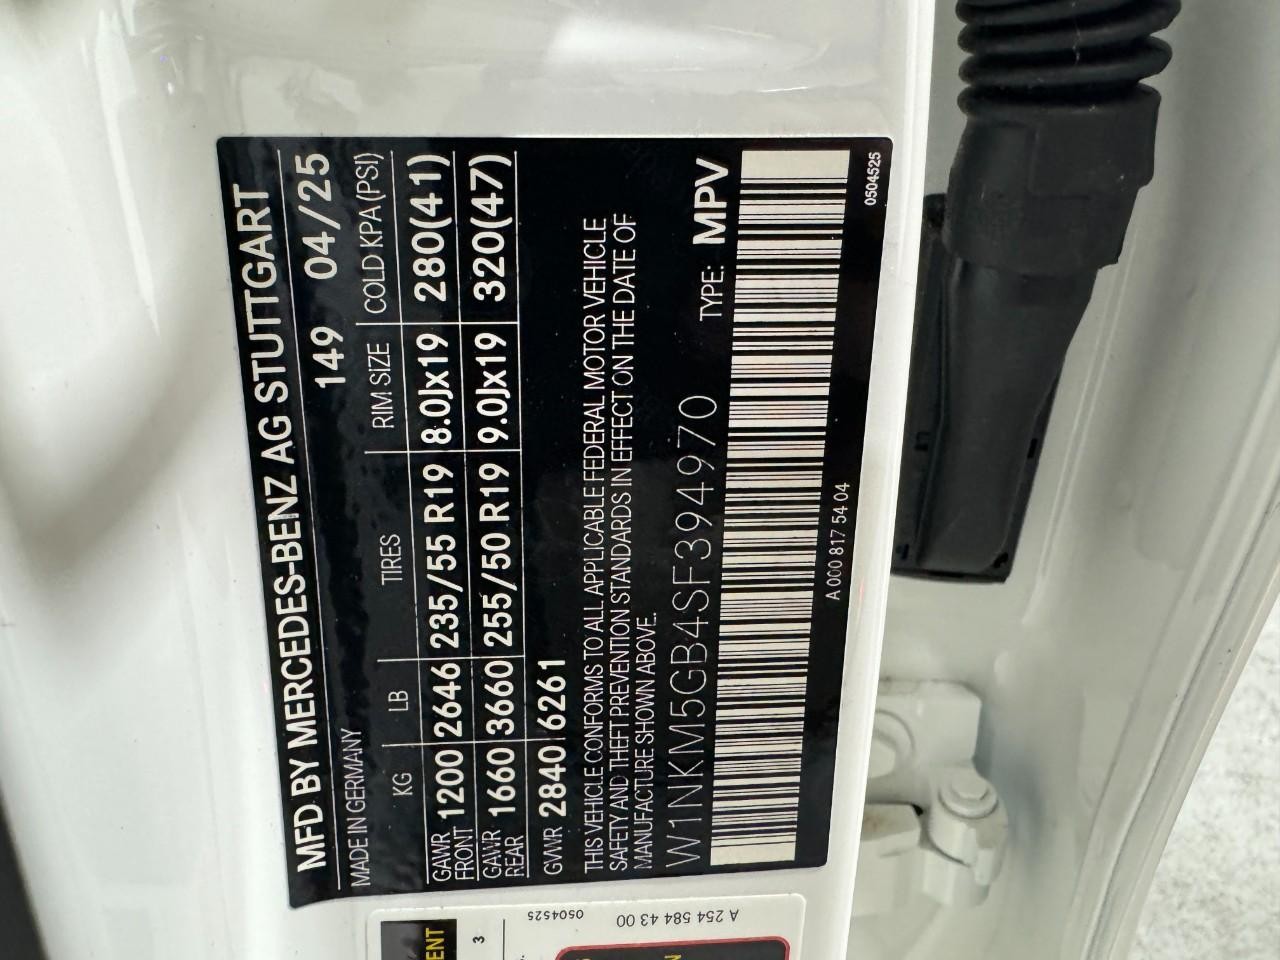 MFD BY MERCEDES-BENZ AG STUTTGART
MADE IN GERMANY 149 04/25
KG LB TIRES RIM SIZE COLD KPA (PSI)
GAWR FRONT 1200 2646 235/55 R19 8.0Jx19 280(41)
GAWR REAR 1660 3660 255/50 R19 9.0Jx19 320(47)
GVWR 2840 6261
THIS VEHICLE CONFORMS TO ALL APPLICABLE FEDERAL MOTOR VEHICLE
SAFETY AND THEFT PREVENTION STANDARDS IN EFFECT ON THE DATE OF
MANUFACTURE SHOWN ABOVE.
W1NKM5GB4SF394970 TYPE: MPV
A 000 817 54 04 0504525
A 254 584 43 00 0504525
3